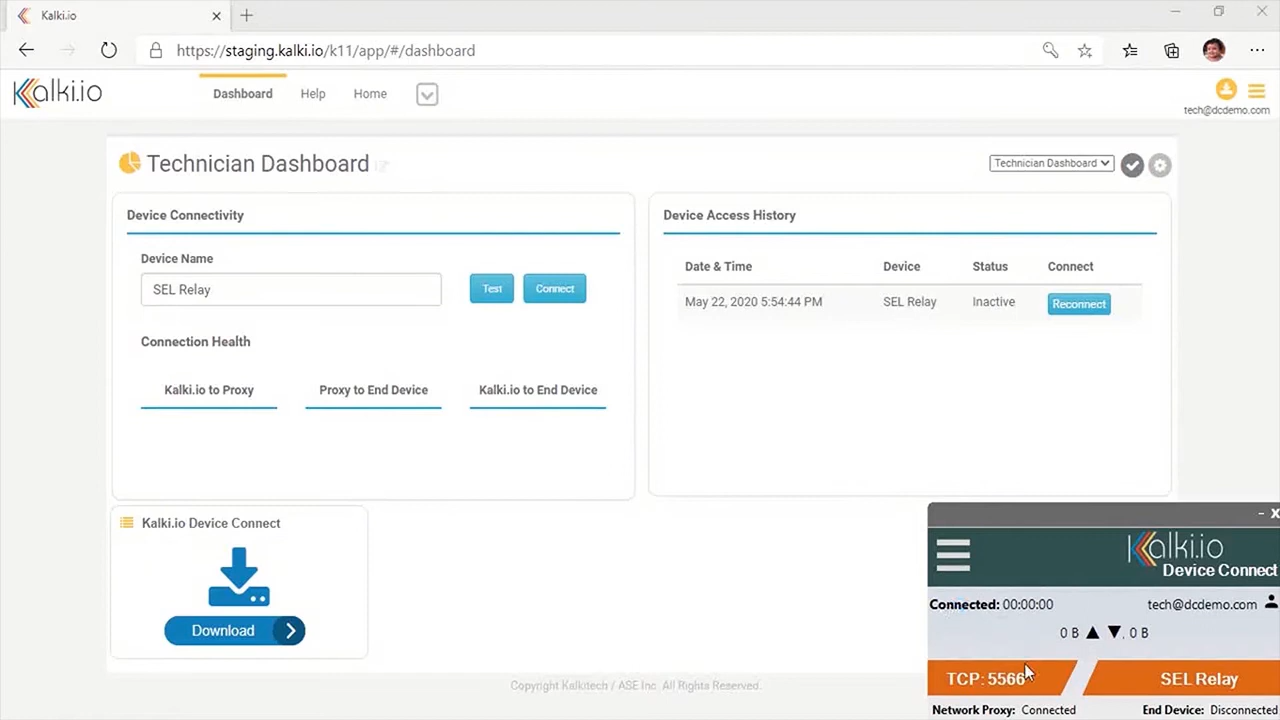 Kalki.io
https://staging.kalki.io/k11/app/#/dashboard
Kalki.io
Dashboard Help Home
tech@dcdemo.com
Technician Dashboard
Technician Dashboard
Device Connectivity
Device Name
SEL Relay
Test Connect
Connection Health
Kalki.io to Proxy Proxy to End Device Kalki.io to End Device
Device Access History
Date & Time Device Status Connect
May 22, 2020 5:54:44 PM SEL Relay Inactive Reconnect
Kalki.io Device Connect
Download
Copyright Kalkitech / ASE Inc. All Rights Reserved.
- X
Kalki.io
Device Connect
Connected: 00:00:00 tech@dcdemo.com
0 B ▲ ▼, 0 B
TCP: 5566 SEL Relay
Network Proxy: Connected End Device: Disconnected